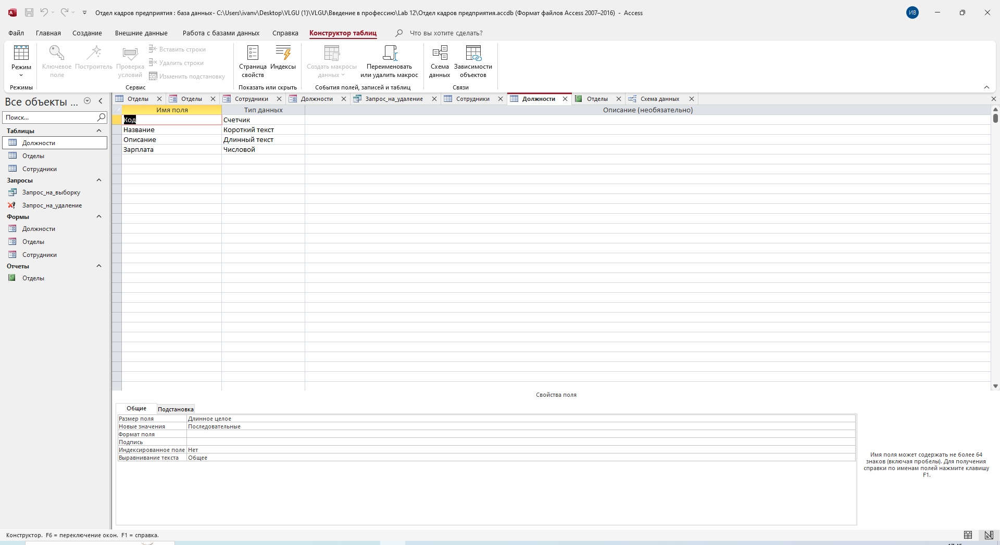 Отдел кадров предприятия : база данных- C:\Users\ivanv\Desktop\VLGU (1)\VLGU\Введение в профессию\Lab 12\Отдел кадров предприятия.accdb (Формат файлов Access 2007–2016) - Access
ИВ
Файл Главная Создание Внешние данные Работа с базами данных Справка Конструктор таблиц Что вы хотите сделать?
Режим
Режимы
Ключевое поле
Построитель
Проверка условий
Вставить строки
Удалить строки
Изменить подстановку
Сервис
Страница свойств
Индексы
Показать или скрыть
Создать макросы данных
Переименовать или удалить макрос
События полей, записей и таблиц
Схема данных
Зависимости объектов
Связи
Все объекты ...
Поиск...
Таблицы
Должности
Отделы
Сотрудники
Запросы
Запрос_на_выборку
Запрос_на_удаление
Формы
Должности
Отделы
Сотрудники
Отчеты
Отделы
Отделы Отделы Сотрудники Должности Запрос_на_удаление Сотрудники Должности Отделы Схема данных
Имя поля Тип данных Описание (необязательно)
Код Счетчик
Название Короткий текст
Описание Длинный текст
Зарплата Числовой
Свойства поля
Общие Подстановка
Размер поля Длинное целое
Новые значения Последовательные
Формат поля
Подпись
Индексированное поле Нет
Выравнивание текста Общее
Имя поля может содержать не более 64
знаков (включая пробелы). Для получения
справки по именам полей нажмите клавишу
F1.
Конструктор. F6 = переключение окон. F1 = справка.